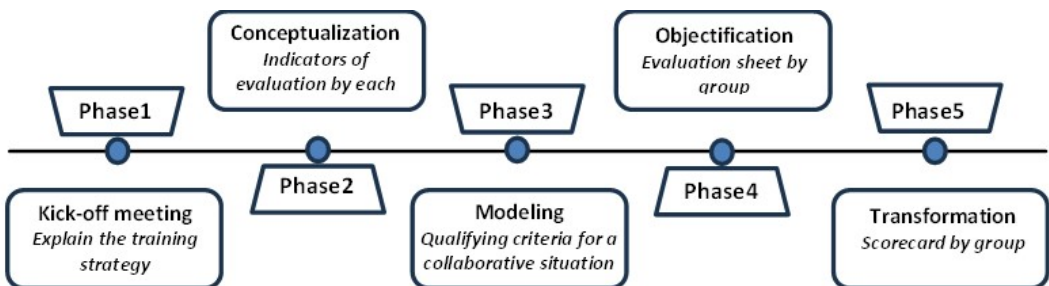 Conceptualization
Indicators of
evaluation by each
Objectification
Evaluation sheet by
group
Phase1
Phase3
Phase5
Phase2
Phase4
Kick-off meeting
Explain the training
strategy
Modeling
Qualifying criteria for a
collaborative situation
Transformation
Scorecard by group